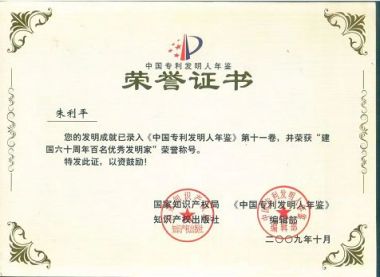 中国专利发明人年鉴
荣誉证书
朱利平
您的发明成就已录入《中国专利发明人年鉴》第十一卷，并荣获“建
国六十周年百名优秀发明家”荣誉称号。
特发此证，以资鼓励！
国家知识产权局 《中国专利发明人年鉴》
知识产权出版社 编辑部
二〇〇九年十月